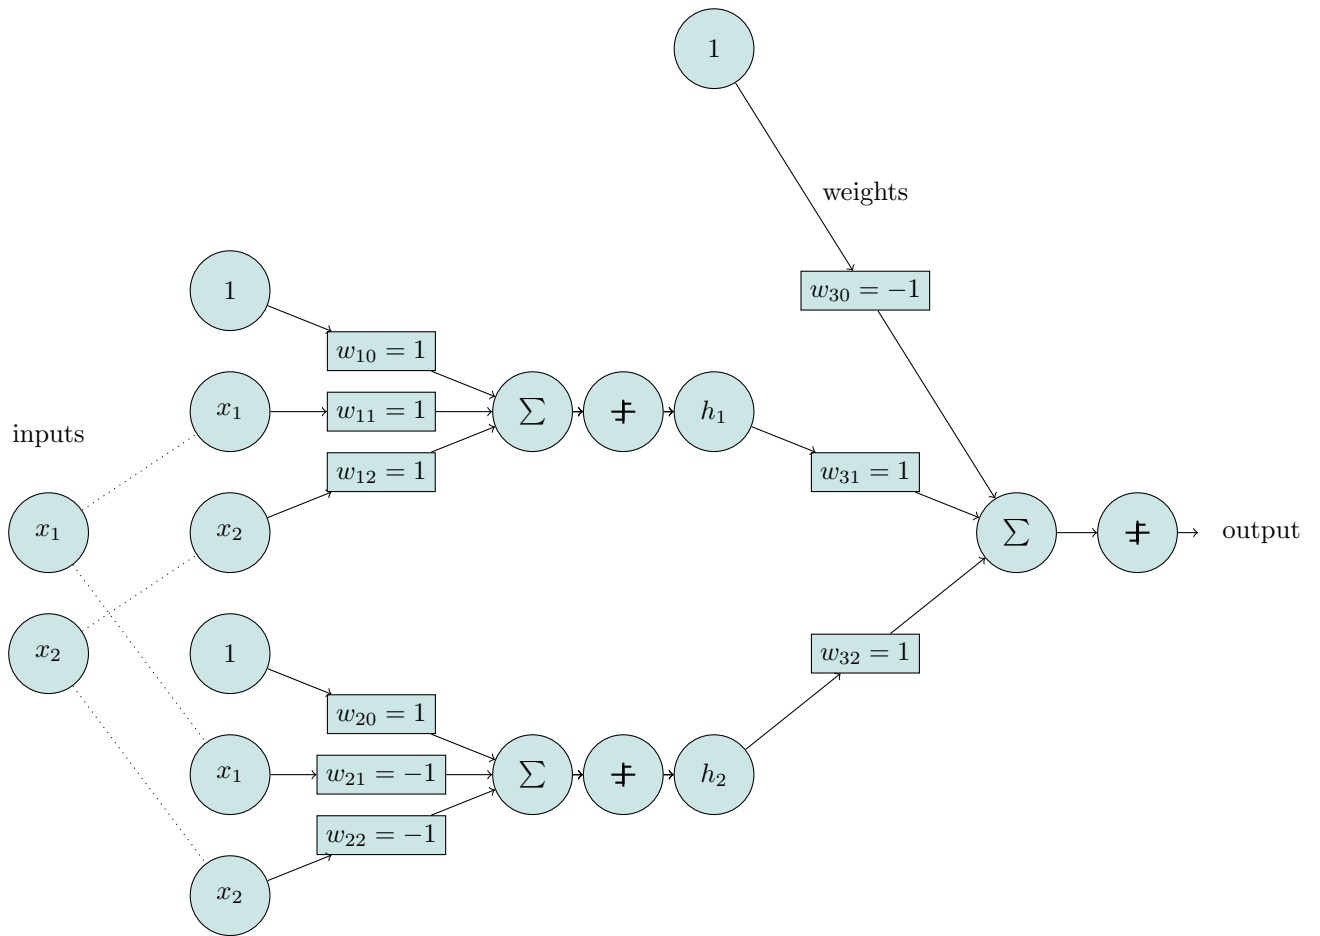 1
weights
w₃₀ = −1
1
w₁₀ = 1
x₁
w₁₁ = 1
∑
h₁
inputs
w₁₂ = 1
w₃₁ = 1
x₁
x₂
∑
output
x₂
1
w₃₂ = 1
w₂₀ = 1
x₁
w₂₁ = −1
∑
h₂
w₂₂ = −1
x₂